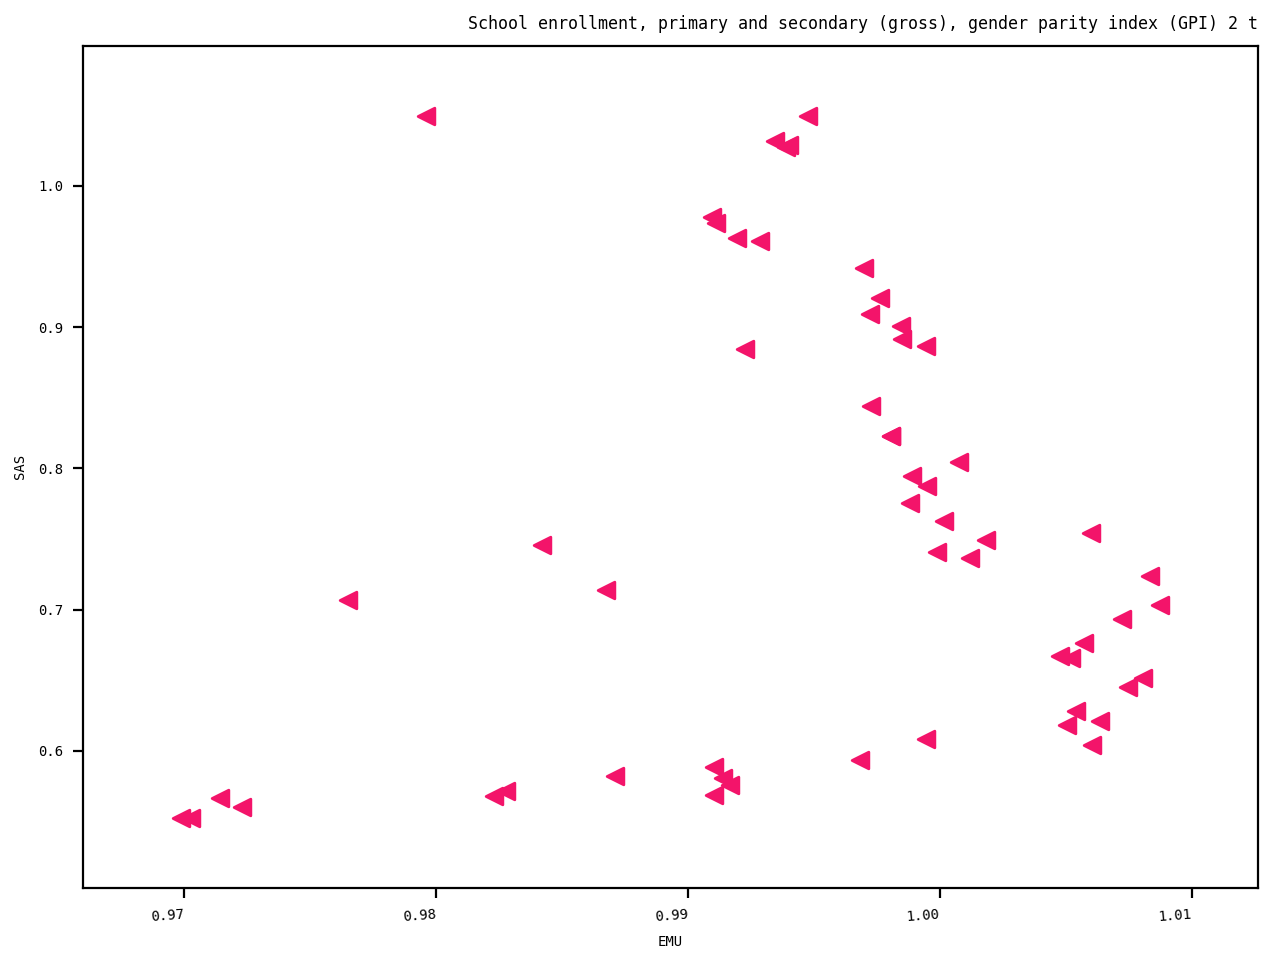 School enrollment, primary and secondary (gross), gender parity index (GPI) 2 t
1.0
0.9
0.8
0.7
0.6
SAS
0.97 0.98 0.99 1.00 1.01
EMU